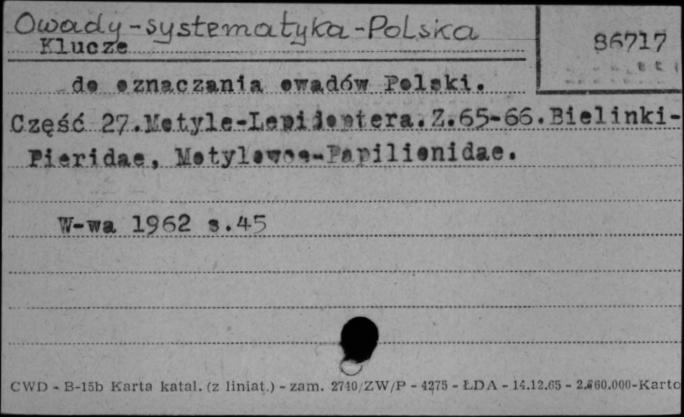 Owady-systematyka-Polska
Klucze
86717
do oznaczania owadów Polski.
Część 27.Motyle-Lepidoptera.Z.65-66.Bielinki-
Pieridae, Motylowce-Papilionidae.
W-wa 1962 s.45
CWD - B-15b Karta katal. (z liniat.) - zam. 2740/ZW/P - 4275 - ŁDA - 14.12.65 - 2.860.000-Karto